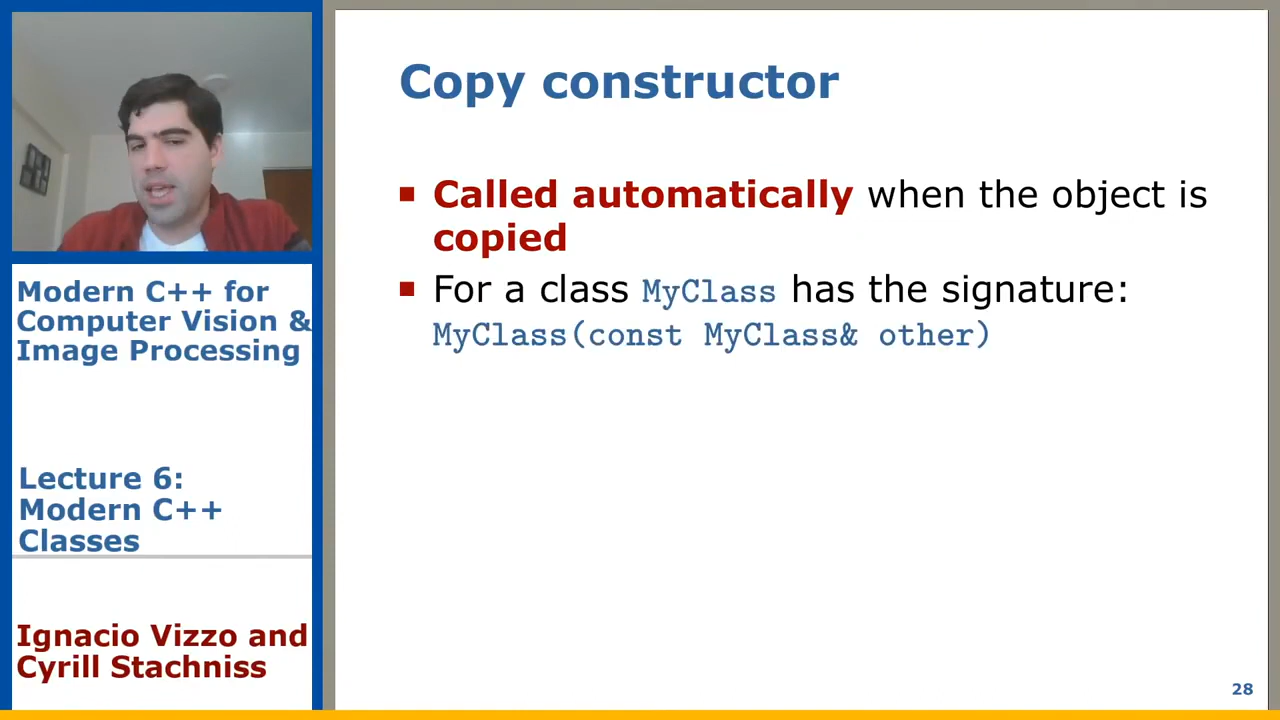 Copy constructor
Called automatically when the object is
copied
For a class MyClass has the signature:
MyClass(const MyClass& other)
Modern C++ for
Computer Vision &
Image Processing
Lecture 6:
Modern C++
Classes
Ignacio Vizzo and
Cyrill Stachniss
28